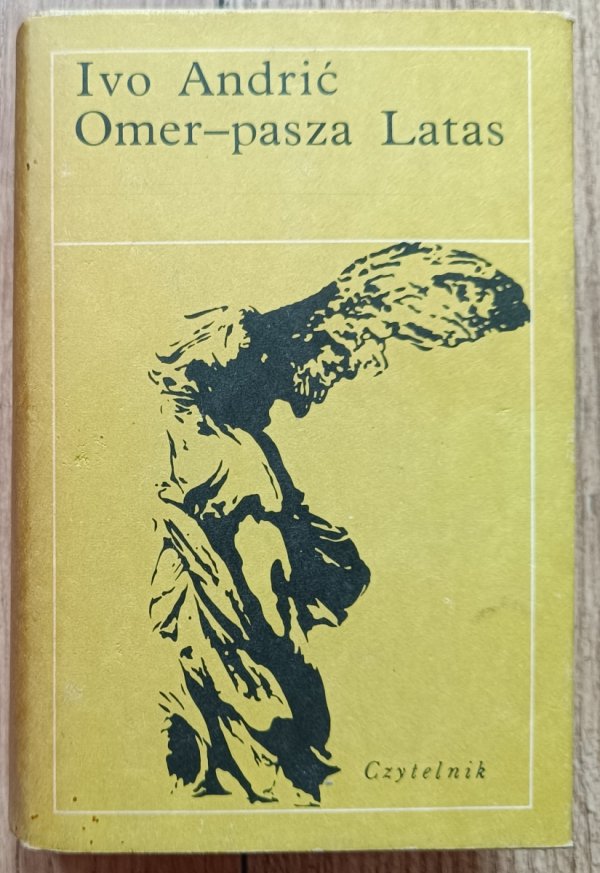 Ivo Andrić
Omer–pasza Latas
Czytelnik